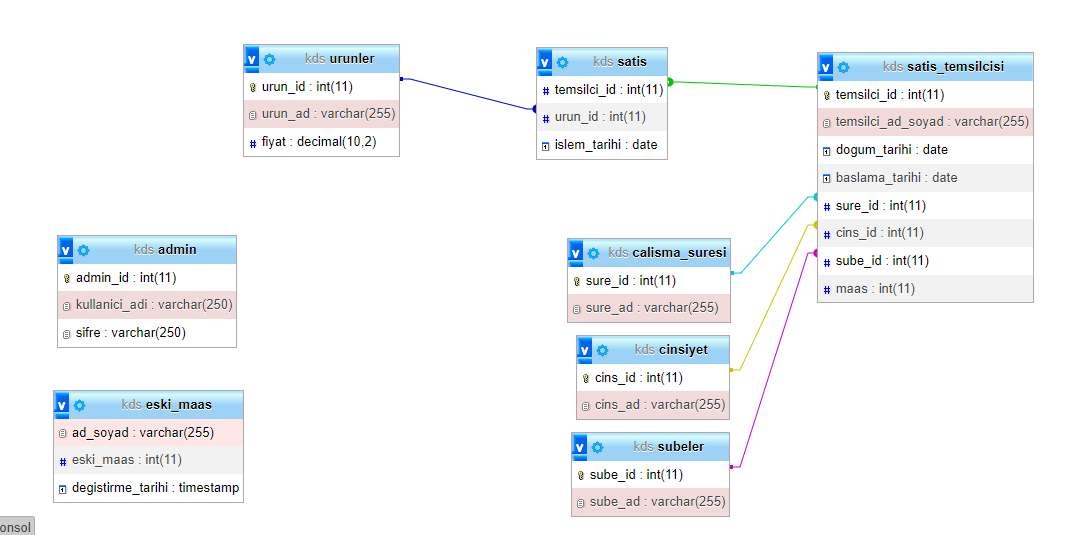 v kds urunler
urun_id : int(11)
urun_ad : varchar(255)
# fiyat : decimal(10,2)
v kds satis
# temsilci_id : int(11)
# urun_id : int(11)
islem_tarihi : date
v kds satis_temsilcisi
temsilci_id : int(11)
temsilci_ad_soyad : varchar(255)
dogum_tarihi : date
baslama_tarihi : date
# sure_id : int(11)
# cins_id : int(11)
# sube_id : int(11)
# maas : int(11)
v kds admin
admin_id : int(11)
kullanici_adi : varchar(250)
sifre : varchar(250)
v kds calisma_suresi
sure_id : int(11)
sure_ad : varchar(255)
v kds cinsiyet
cins_id : int(11)
cins_ad : varchar(255)
v kds eski_maas
ad_soyad : varchar(255)
# eski_maas : int(11)
degistirme_tarihi : timestamp
v kds subeler
sube_id : int(11)
sube_ad : varchar(255)
onsol